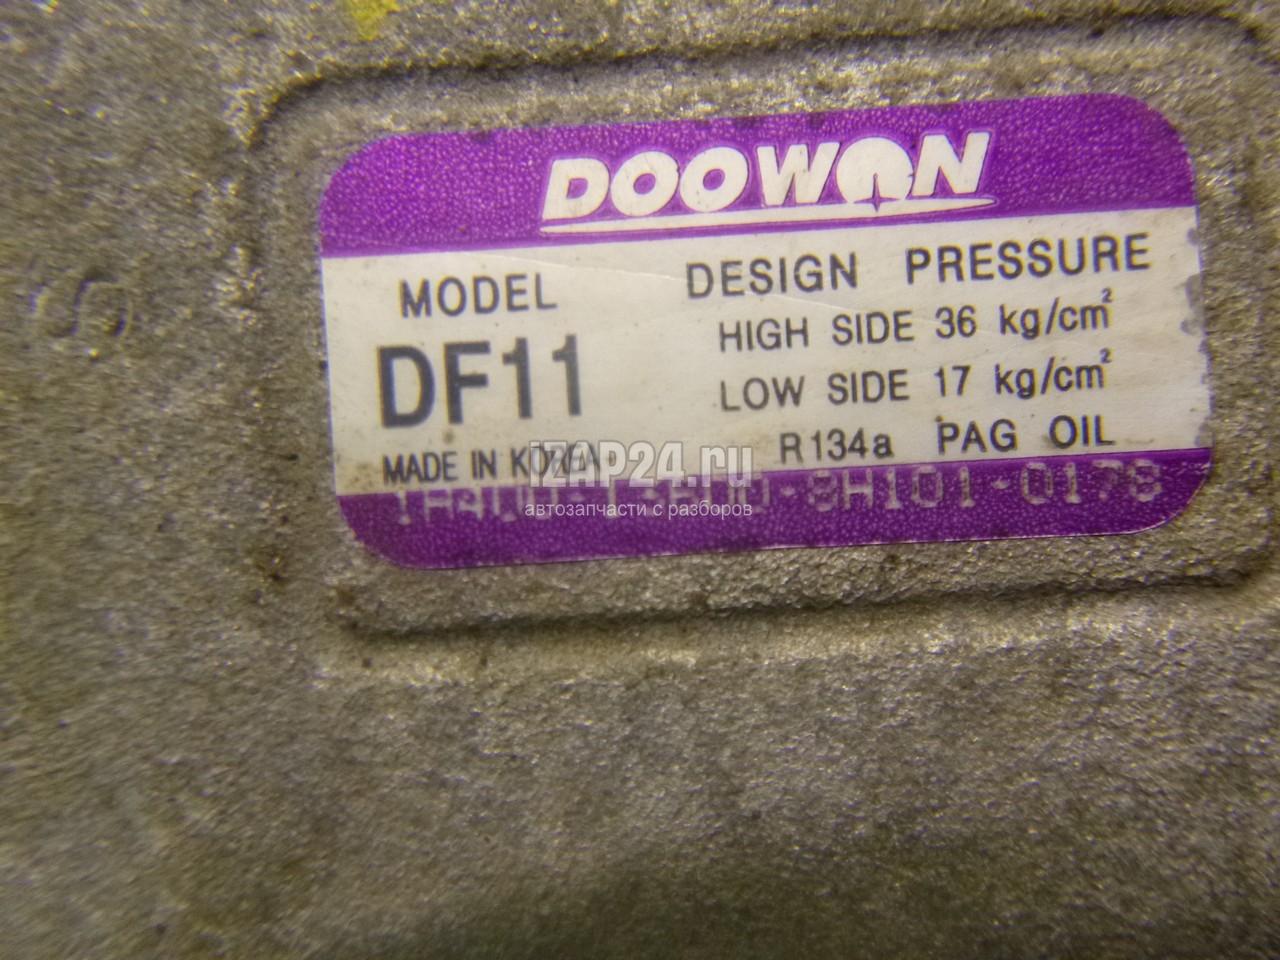 DOOWON
MODEL
DESIGN PRESSURE
DF11
HIGH SIDE 36 kg/cm²
LOW SIDE 17 kg/cm²
MADE IN KOREA
R134a PAG OIL
iZAP24.ru
автозапчасти с разборов